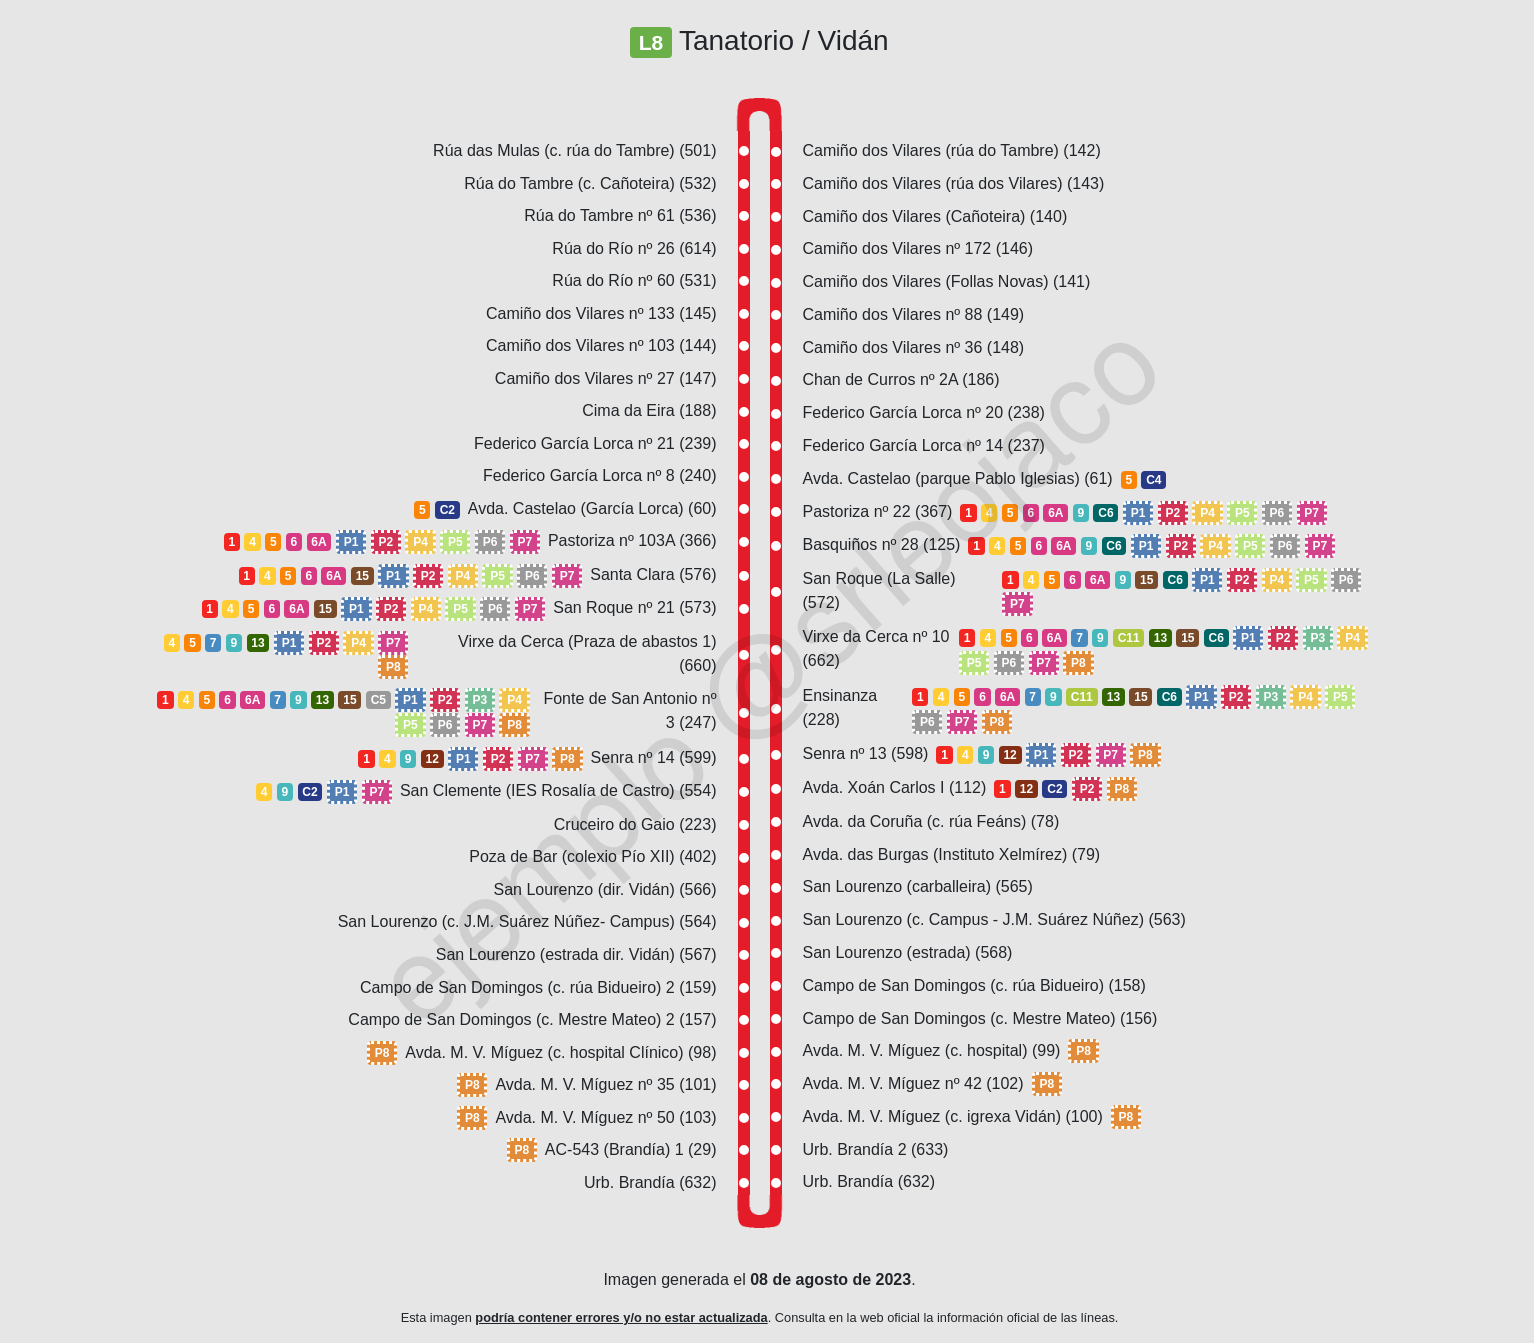 L8 Tanatorio / Vidán
Rúa das Mulas (c. rúa do Tambre) (501)
Rúa do Tambre (c. Cañoteira) (532)
Rúa do Tambre nº 61 (536)
Rúa do Río nº 26 (614)
Rúa do Río nº 60 (531)
Camiño dos Vilares nº 133 (145)
Camiño dos Vilares nº 103 (144)
Camiño dos Vilares nº 27 (147)
Cima da Eira (188)
Federico García Lorca nº 21 (239)
Federico García Lorca nº 8 (240)
5 C2 Avda. Castelao (García Lorca) (60)
1 4 5 6 6A P1 P2 P4 P5 P6 P7 Pastoriza nº 103A (366)
1 4 5 6 6A 15 P1 P2 P4 P5 P6 P7 Santa Clara (576)
1 4 5 6 6A 15 P1 P2 P4 P5 P6 P7 San Roque nº 21 (573)
4 5 7 9 13 P1 P2 P4 P7 Virxe da Cerca (Praza de abastos 1)
P8 (660)
1 4 5 6 6A 7 9 13 15 C5 P1 P2 P3 P4 Fonte de San Antonio nº
P5 P6 P7 P8 3 (247)
1 4 9 12 P1 P2 P7 P8 Senra nº 14 (599)
4 9 C2 P1 P7 San Clemente (IES Rosalía de Castro) (554)
Cruceiro do Gaio (223)
Poza de Bar (colexio Pío XII) (402)
San Lourenzo (dir. Vidán) (566)
San Lourenzo (c. J.M. Suárez Núñez- Campus) (564)
San Lourenzo (estrada dir. Vidán) (567)
Campo de San Domingos (c. rúa Bidueiro) 2 (159)
Campo de San Domingos (c. Mestre Mateo) 2 (157)
P8 Avda. M. V. Míguez (c. hospital Clínico) (98)
P8 Avda. M. V. Míguez nº 35 (101)
P8 Avda. M. V. Míguez nº 50 (103)
P8 AC-543 (Brandía) 1 (29)
Urb. Brandía (632)
Camiño dos Vilares (rúa do Tambre) (142)
Camiño dos Vilares (rúa dos Vilares) (143)
Camiño dos Vilares (Cañoteira) (140)
Camiño dos Vilares nº 172 (146)
Camiño dos Vilares (Follas Novas) (141)
Camiño dos Vilares nº 88 (149)
Camiño dos Vilares nº 36 (148)
Chan de Curros nº 2A (186)
Federico García Lorca nº 20 (238)
Federico García Lorca nº 14 (237)
Avda. Castelao (parque Pablo Iglesias) (61) 5 C4
Pastoriza nº 22 (367) 1 4 5 6 6A 9 C6 P1 P2 P4 P5 P6 P7
Basquiños nº 28 (125) 1 4 5 6 6A 9 C6 P1 P2 P4 P5 P6 P7
San Roque (La Salle) 1 4 5 6 6A 9 15 C6 P1 P2 P4 P5 P6
(572) P7
Virxe da Cerca nº 10 1 4 5 6 6A 7 9 C11 13 15 C6 P1 P2 P3 P4
(662) P5 P6 P7 P8
Ensinanza 1 4 5 6 6A 7 9 C11 13 15 C6 P1 P2 P3 P4 P5
(228) P6 P7 P8
Senra nº 13 (598) 1 4 9 12 P1 P2 P7 P8
Avda. Xoán Carlos I (112) 1 12 C2 P2 P8
Avda. da Coruña (c. rúa Feáns) (78)
Avda. das Burgas (Instituto Xelmírez) (79)
San Lourenzo (carballeira) (565)
San Lourenzo (c. Campus - J.M. Suárez Núñez) (563)
San Lourenzo (estrada) (568)
Campo de San Domingos (c. rúa Bidueiro) (158)
Campo de San Domingos (c. Mestre Mateo) (156)
Avda. M. V. Míguez (c. hospital) (99) P8
Avda. M. V. Míguez nº 42 (102) P8
Avda. M. V. Míguez (c. igrexa Vidán) (100) P8
Urb. Brandía 2 (633)
Urb. Brandía (632)
ejemplo @srleojaco
Imagen generada el 08 de agosto de 2023.
Esta imagen podría contener errores y/o no estar actualizada. Consulta en la web oficial la información oficial de las líneas.